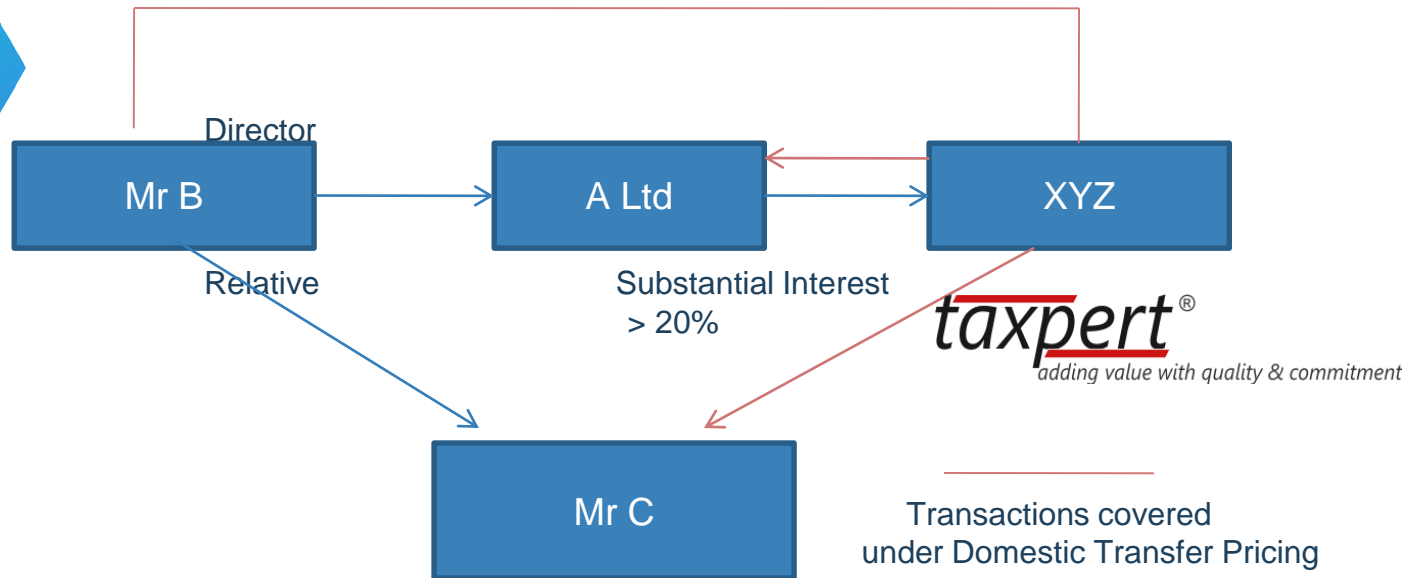 Director
Mr B
A Ltd
XYZ
Relative
Substantial Interest
> 20%
taxpert®
adding value with quality & commitment
Mr C
Transactions covered
under Domestic Transfer Pricing